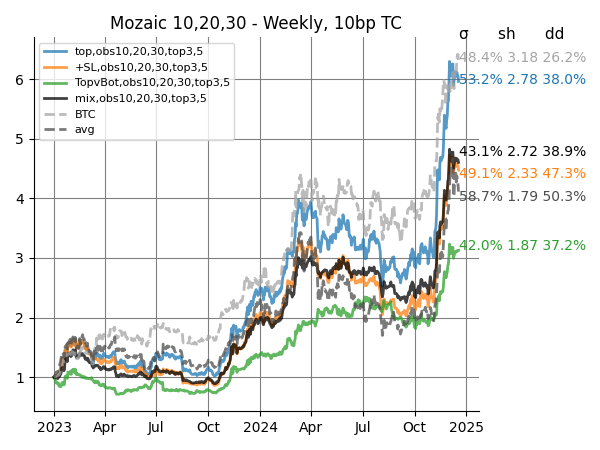 Mozaic 10,20,30 - Weekly, 10bp TC
σ sh dd
top,obs10,20,30,top3,5
+SL,obs10,20,30,top3,5
TopvBot,obs10,20,30,top3,5
mix,obs10,20,30,top3,5
BTC
avg
48.4% 3.18 26.2%
53.2% 2.78 38.0%
43.1% 2.72 38.9%
49.1% 2.33 47.3%
58.7% 1.79 50.3%
42.0% 1.87 37.2%
6
5
4
3
2
1
2023 Apr Jul Oct 2024 Apr Jul Oct 2025